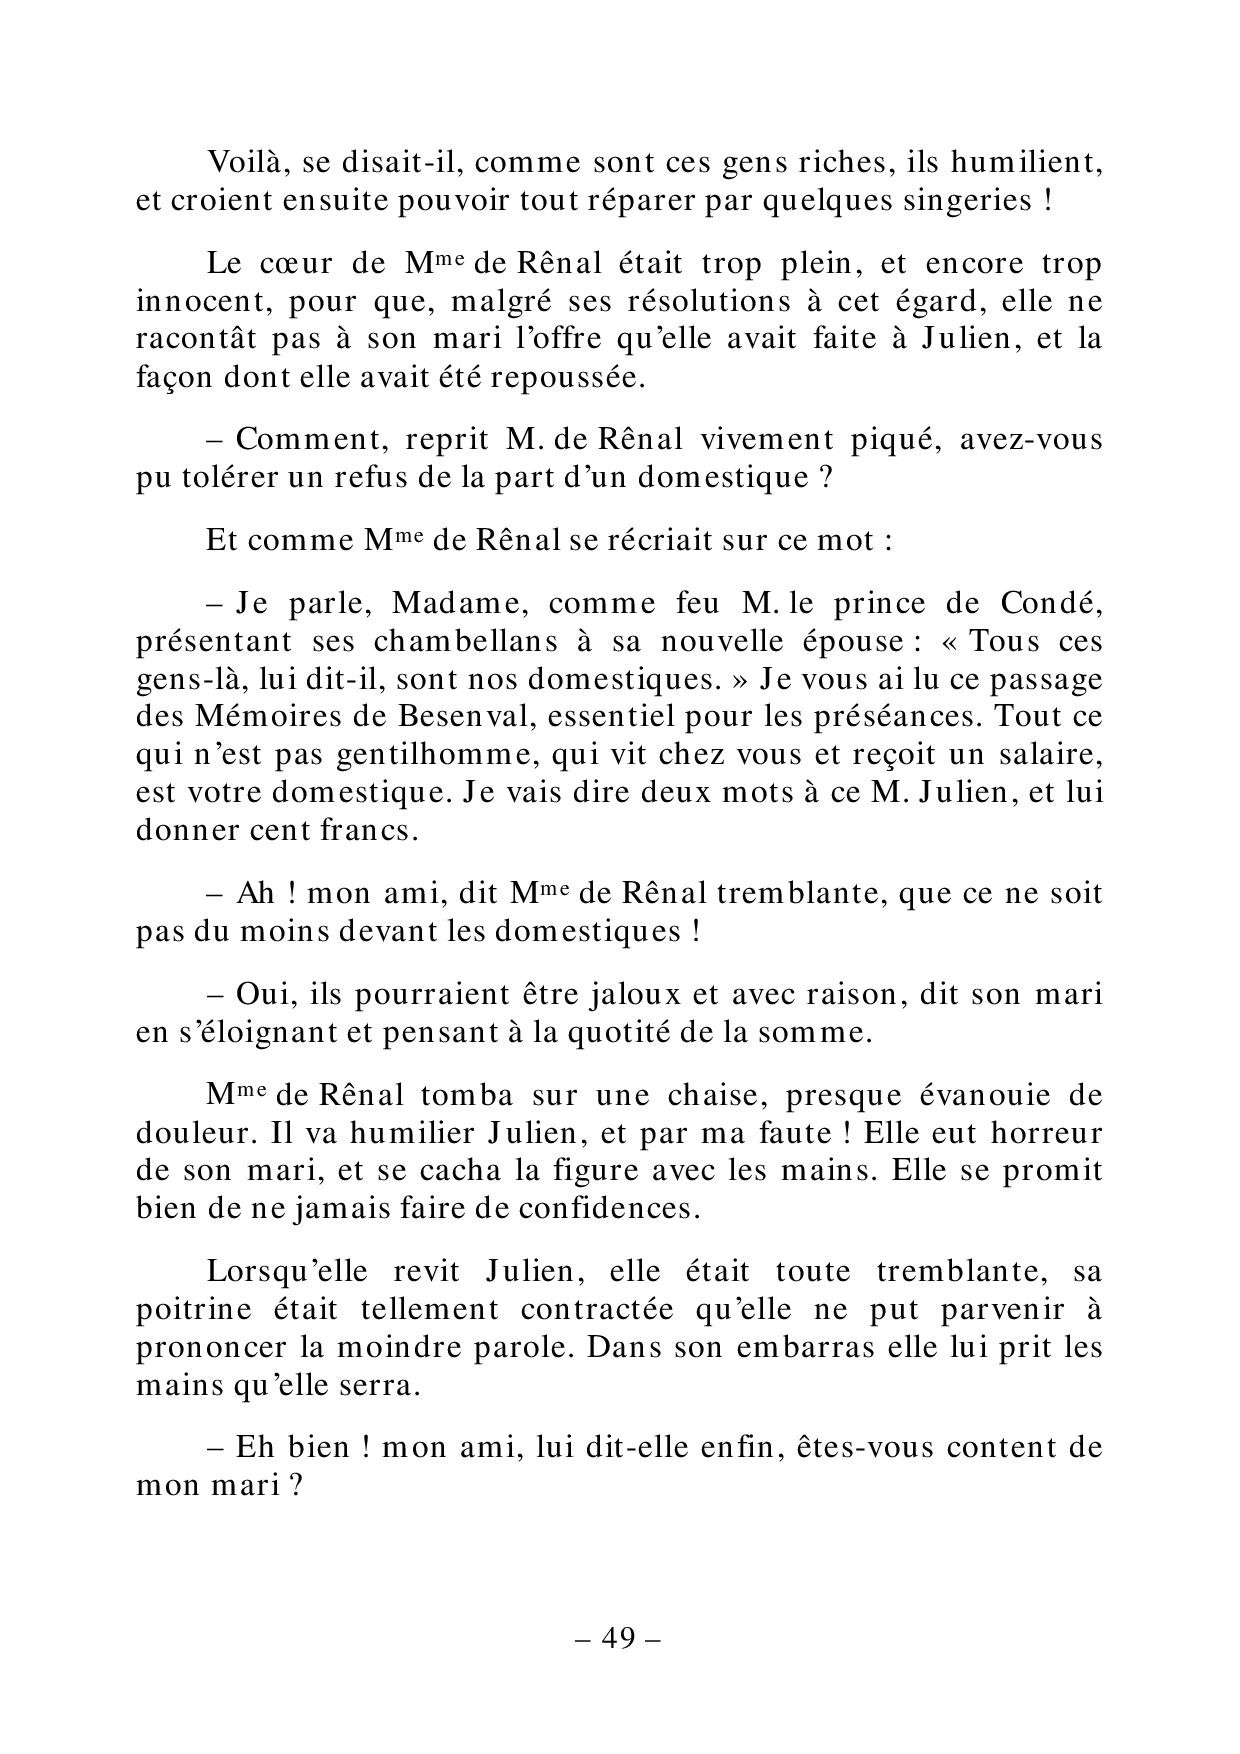 Voilà, se disait-il, comme sont ces gens riches, ils humilient,
et croient ensuite pouvoir tout réparer par quelques singeries !
Le cœur de Mme de Rênal était trop plein, et encore trop
innocent, pour que, malgré ses résolutions à cet égard, elle ne
racontât pas à son mari l’offre qu’elle avait faite à Julien, et la
façon dont elle avait été repoussée.
– Comment, reprit M. de Rênal vivement piqué, avez-vous
pu tolérer un refus de la part d’un domestique ?
Et comme Mme de Rênal se récriait sur ce mot :
– Je parle, Madame, comme feu M. le prince de Condé,
présentant ses chambellans à sa nouvelle épouse : « Tous ces
gens-là, lui dit-il, sont nos domestiques. » Je vous ai lu ce passage
des Mémoires de Besenval, essentiel pour les préséances. Tout ce
qui n’est pas gentilhomme, qui vit chez vous et reçoit un salaire,
est votre domestique. Je vais dire deux mots à ce M. Julien, et lui
donner cent francs.
– Ah ! mon ami, dit Mme de Rênal tremblante, que ce ne soit
pas du moins devant les domestiques !
– Oui, ils pourraient être jaloux et avec raison, dit son mari
en s’éloignant et pensant à la quotité de la somme.
Mme de Rênal tomba sur une chaise, presque évanouie de
douleur. Il va humilier Julien, et par ma faute ! Elle eut horreur
de son mari, et se cacha la figure avec les mains. Elle se promit
bien de ne jamais faire de confidences.
Lorsqu’elle revit Julien, elle était toute tremblante, sa
poitrine était tellement contractée qu’elle ne put parvenir à
prononcer la moindre parole. Dans son embarras elle lui prit les
mains qu’elle serra.
– Eh bien ! mon ami, lui dit-elle enfin, êtes-vous content de
mon mari ?
– 49 –